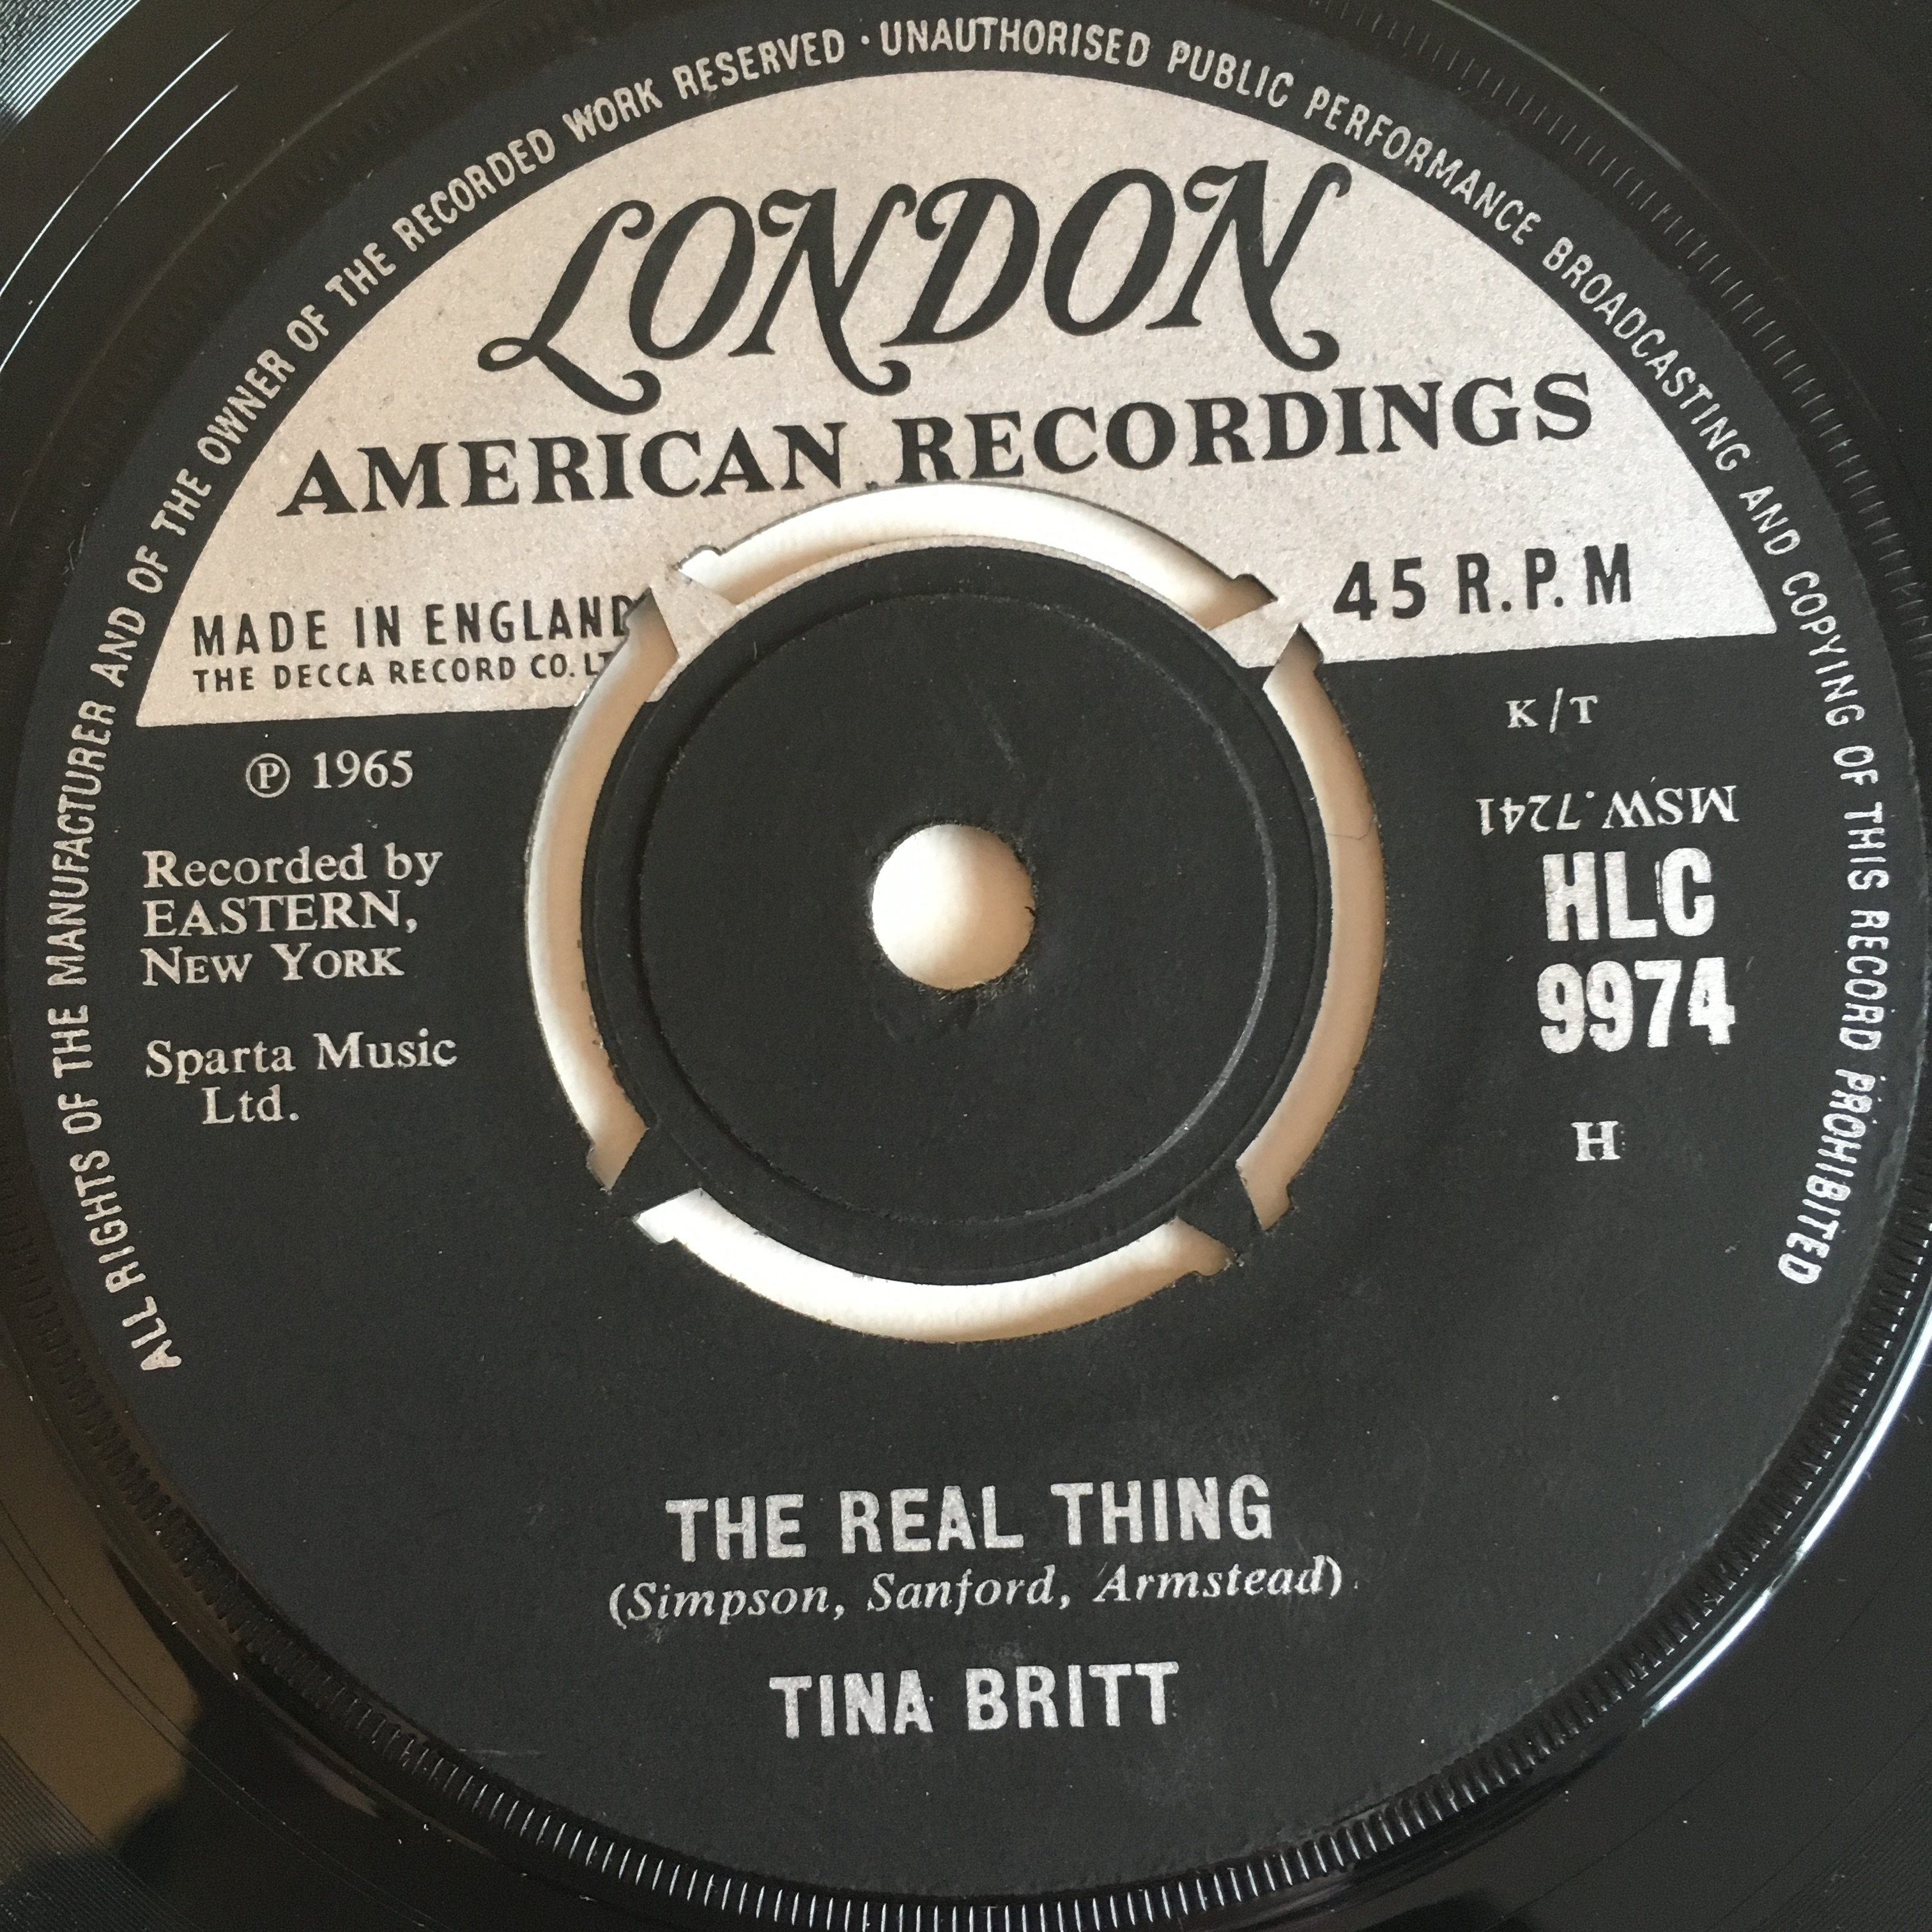 ALL RIGHTS OF THE MANUFACTURER AND OF THE OWNER OF THE RECORDED WORK RESERVED · UNAUTHORISED PUBLIC PERFORMANCE BROADCASTING AND COPYING OF THIS RECORD PROHIBITED
LONDON
AMERICAN RECORDINGS
MADE IN ENGLAND
THE DECCA RECORD CO. LT
45 R.P.M
℗ 1965
Recorded by
EASTERN,
NEW YORK
Sparta Music
Ltd.
K/T
MSW.7241
HLC
9974
H
THE REAL THING
(Simpson, Sanford, Armstead)
TINA BRITT